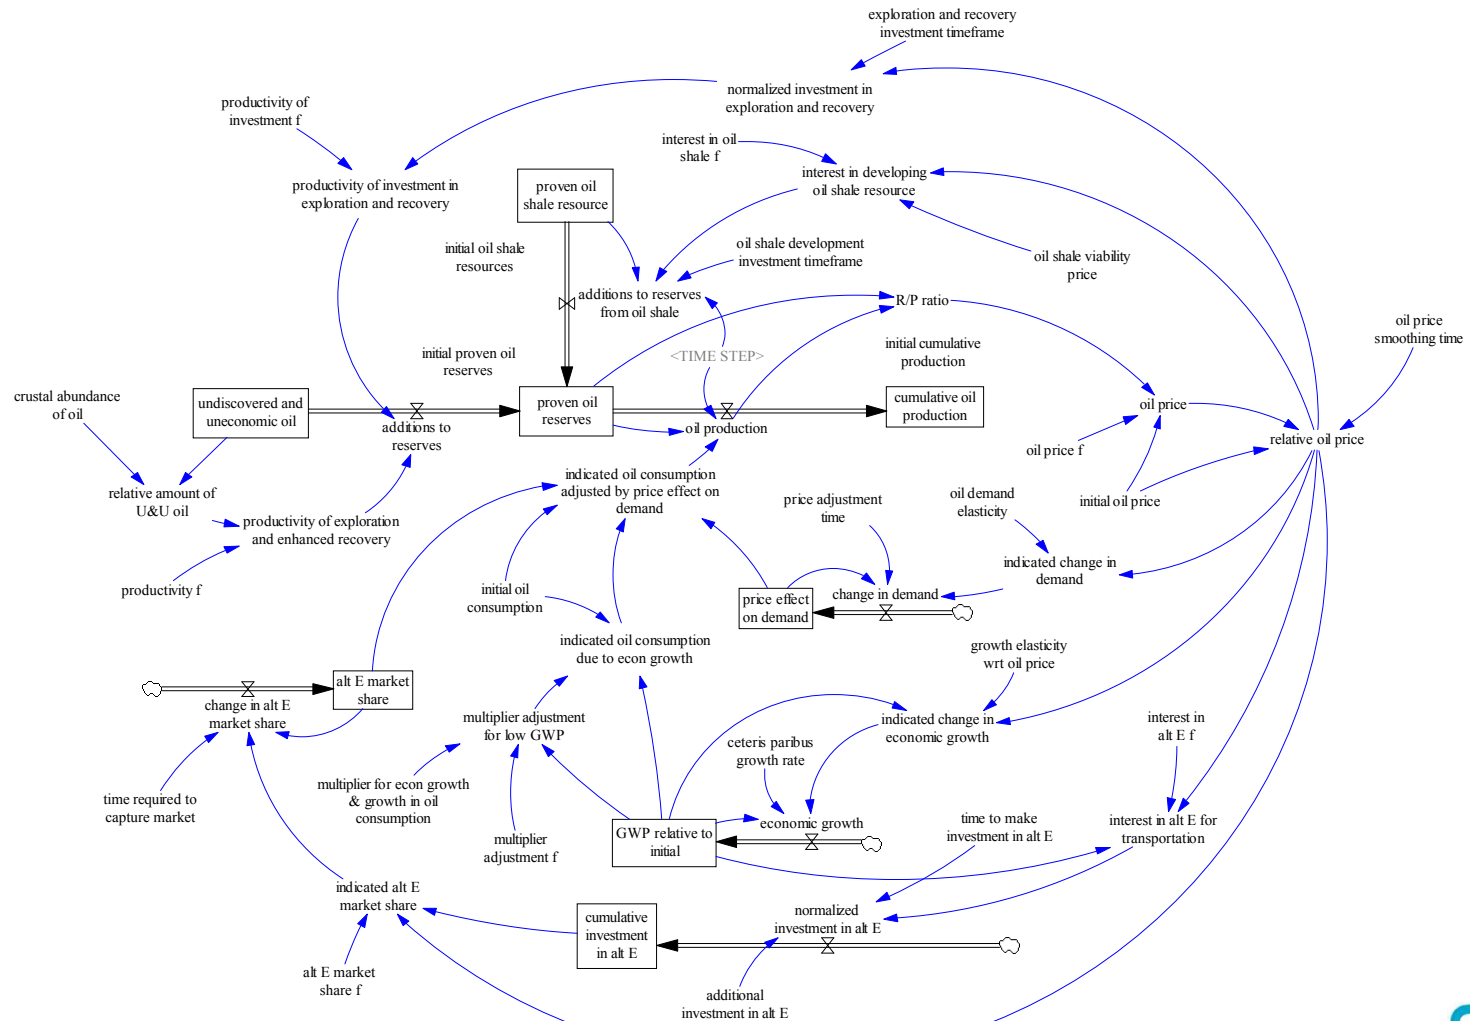 exploration and recovery
investment timeframe
normalized investment in
exploration and recovery
productivity of
investment f
interest in oil
shale f
interest in developing
oil shale resource
productivity of investment in
exploration and recovery
proven oil
shale resource
initial oil shale
resources
oil shale development
investment timeframe
oil shale viability
price
additions to reserves
from oil shale
R/P ratio
oil price
smoothing time
initial proven oil
reserves
<TIME STEP>
initial cumulative
production
crustal abundance
of oil
undiscovered and
uneconomic oil
proven oil
reserves
cumulative oil
production
oil price
additions to
reserves
oil production
oil price f
relative oil price
indicated oil consumption
adjusted by price effect on
demand
relative amount of
U&U oil
price adjustment
time
oil demand
elasticity
initial oil price
productivity of exploration
and enhanced recovery
productivity f
initial oil
consumption
indicated change in
demand
price effect
on demand
change in demand
indicated oil consumption
due to econ growth
growth elasticity
wrt oil price
alt E market
share
change in alt E
market share
multiplier adjustment
for low GWP
indicated change in
economic growth
interest in
alt E f
ceteris paribus
growth rate
multiplier for econ growth
& growth in oil
consumption
time required to
capture market
multiplier
adjustment f
GWP relative to
initial
economic growth
time to make
investment in alt E
interest in alt E for
transportation
indicated alt E
market share
cumulative
investment
in alt E
normalized
investment in alt E
alt E market
share f
additional
investment in alt E